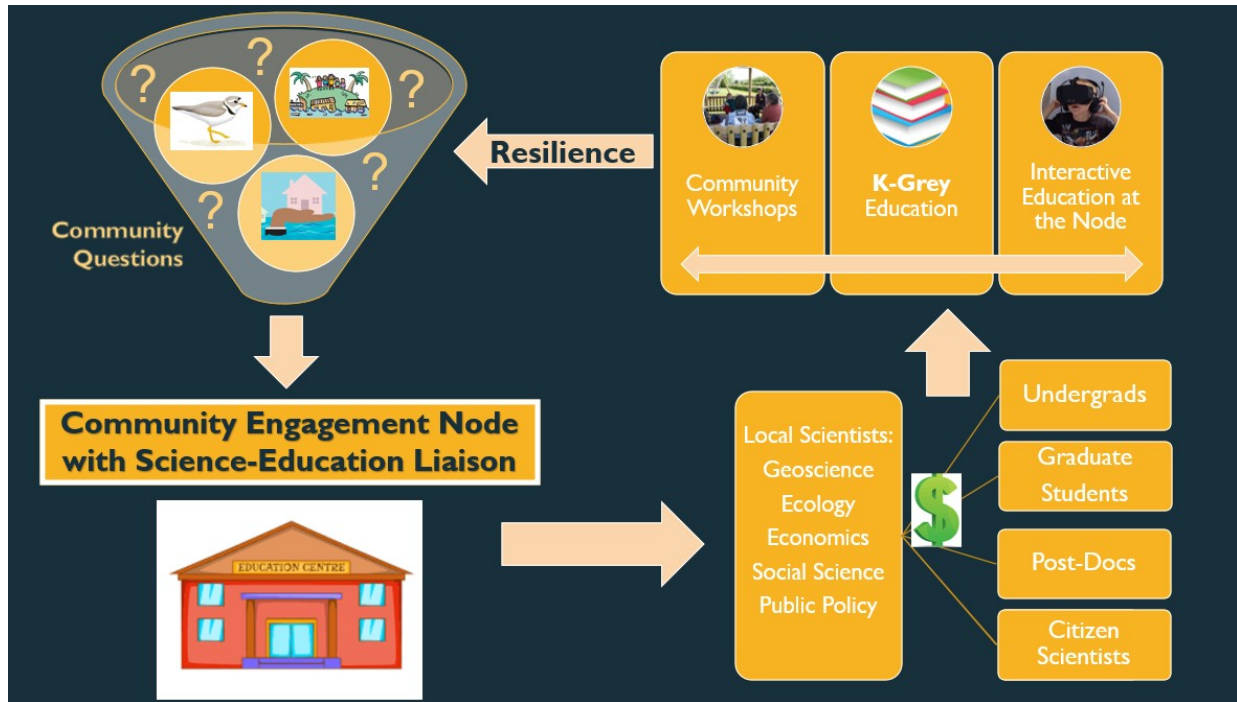 ?
?
?
?
?
Community
Questions
Resilience
Community
Workshops
K-Grey
Education
Interactive
Education at
the Node
Community Engagement Node
with Science-Education Liaison
EDUCATION CENTRE
Local Scientists:
Geoscience
Ecology
Economics
Social Science
Public Policy
$
Undergrads
Graduate
Students
Post-Docs
Citizen
Scientists